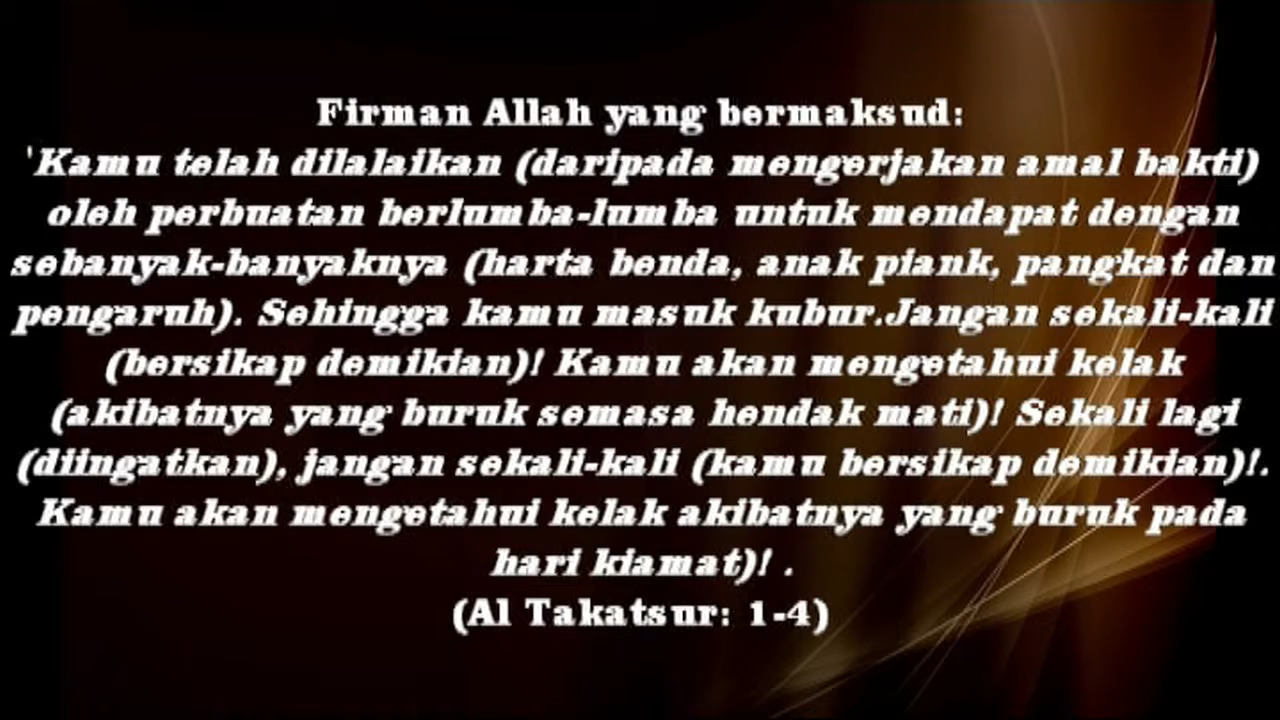 Firman Allah yang bermaksud:
'Kamu telah dilalaikan (daripada mengerjakan amal bakti)
oleh perbuatan berlumba-lumba untuk mendapat dengan
sebanyak-banyaknya (harta benda, anak piank, pangkat dan
pengaruh). Sehingga kamu masuk kubur.Jangan sekali-kali
(bersikap demikian)! Kamu akan mengetahui kelak
(akibatnya yang buruk semasa hendak mati)! Sekali lagi
(diingatkan), jangan sekali-kali (kamu bersikap demikian)!.
Kamu akan mengetahui kelak akibatnya yang buruk pada
hari kiamat)! .
(Al Takatsur: 1-4)